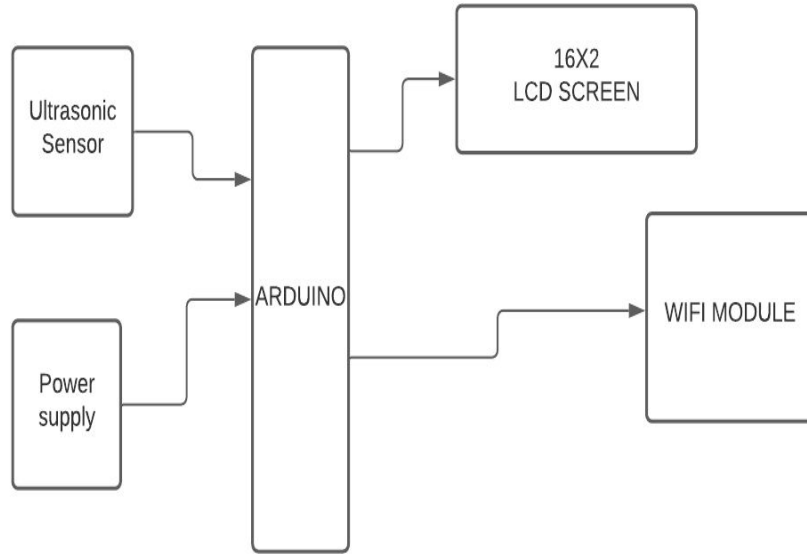 Ultrasonic
Sensor
16X2
LCD SCREEN
ARDUINO
WIFI MODULE
Power
supply